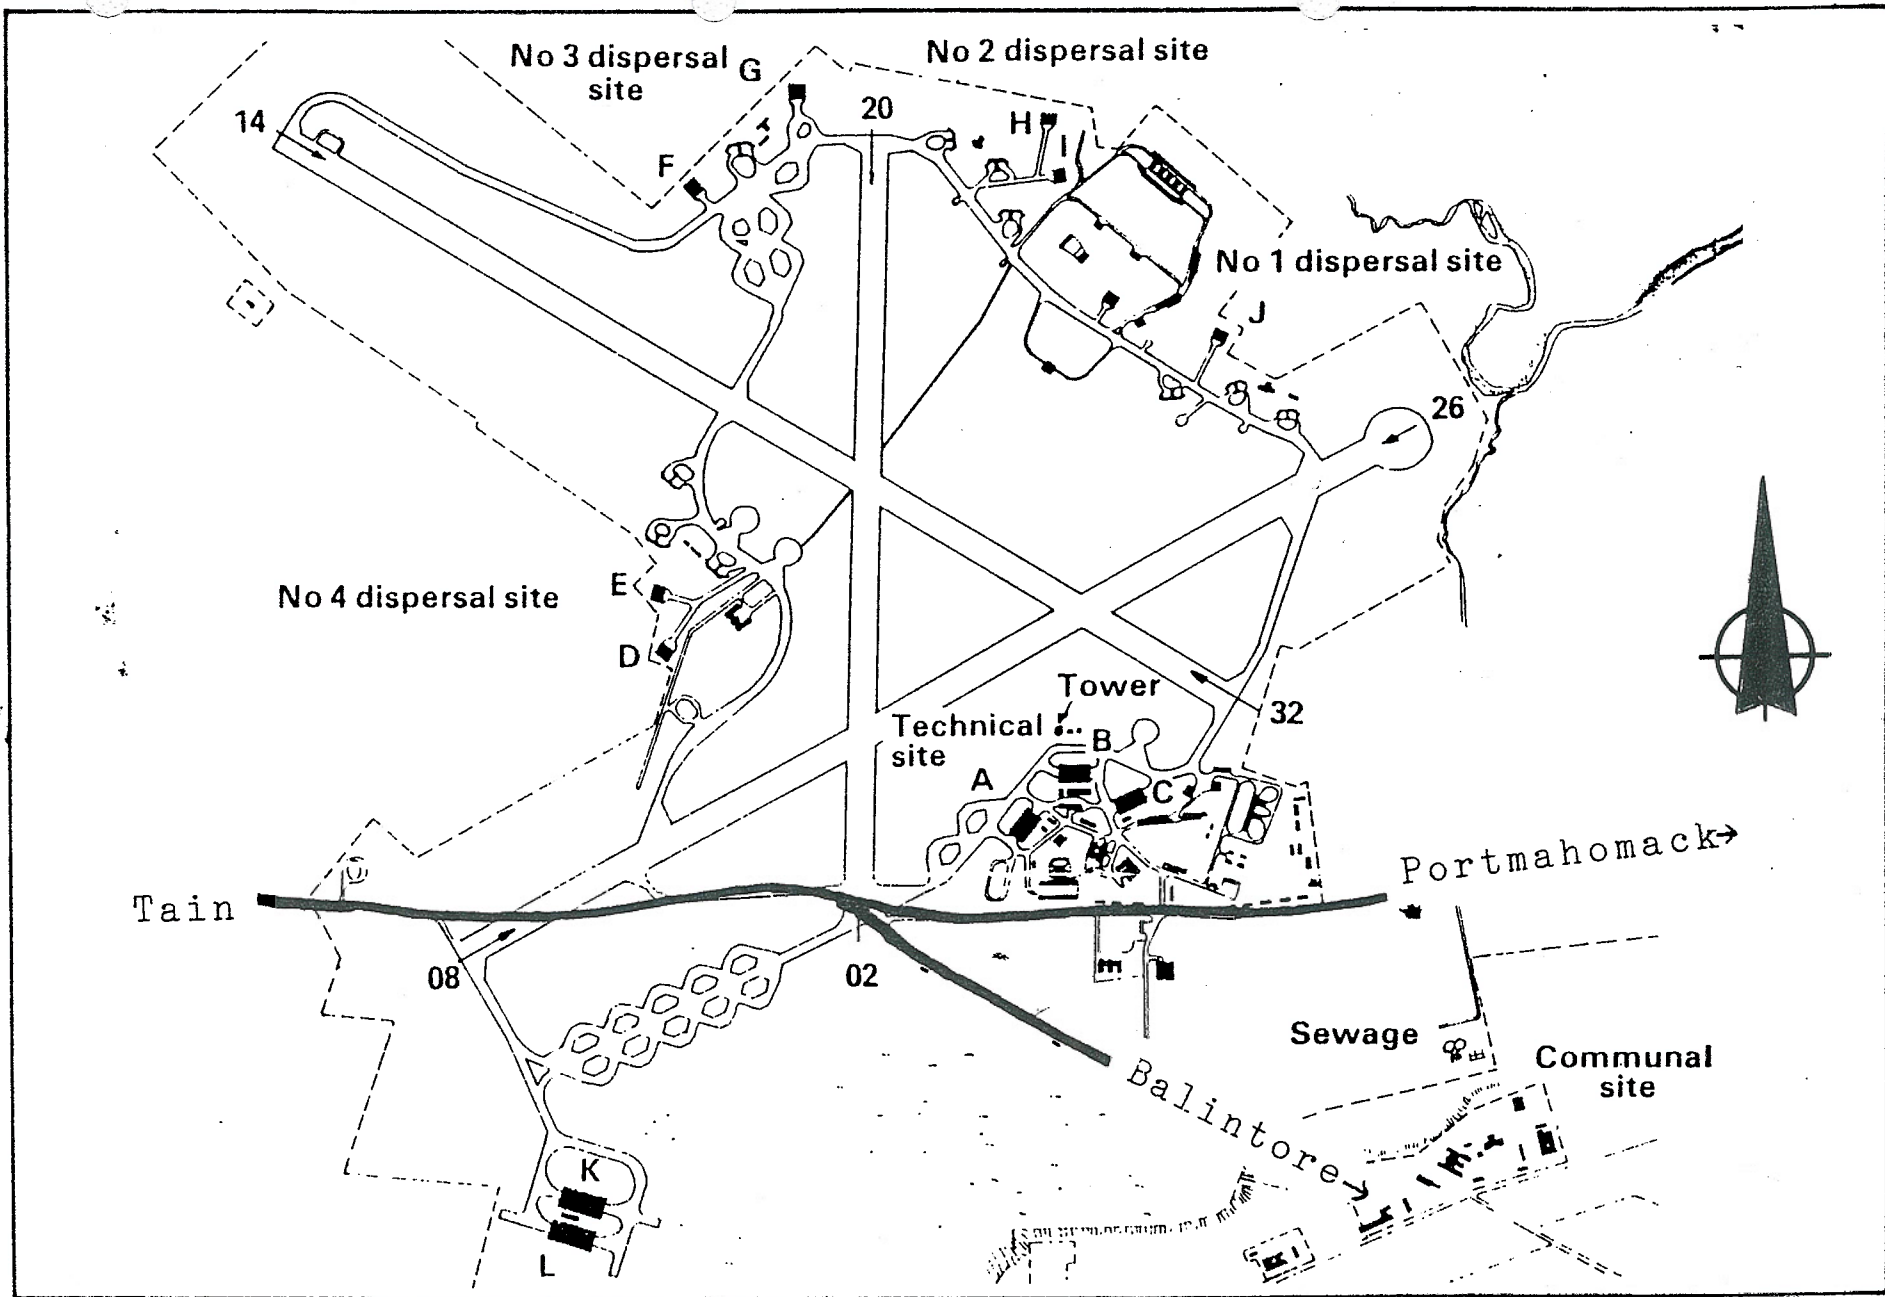 No 3 dispersal
site
G
No 2 dispersal site
14
20
H
I
F
No 1 dispersal site
J
26
E
No 4 dispersal site
D
Tower
Technical
site
32
B
A
C
Portmahomack→
Tain
08
02
Sewage
Communal
site
Balintore→
K
L